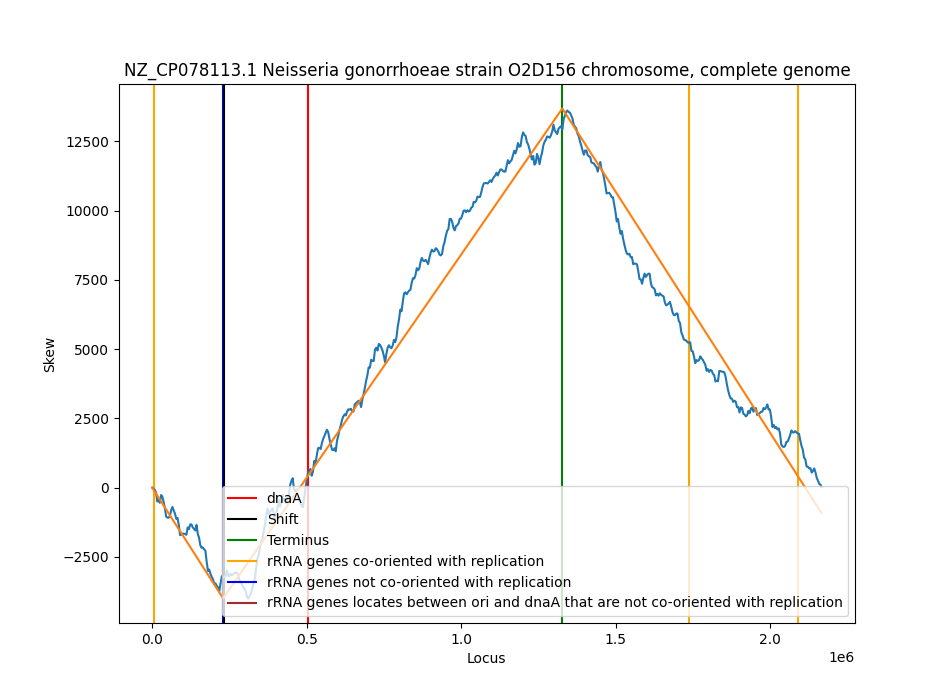 NZ_CP078113.1 Neisseria gonorrhoeae strain O2D156 chromosome, complete genome
12500
10000
7500
5000
2500
0
−2500
Skew
dnaA
Shift
Terminus
rRNA genes co-oriented with replication
rRNA genes not co-oriented with replication
rRNA genes locates between ori and dnaA that are not co-oriented with replication
0.0 0.5 1.0 1.5 2.0
Locus
1e6